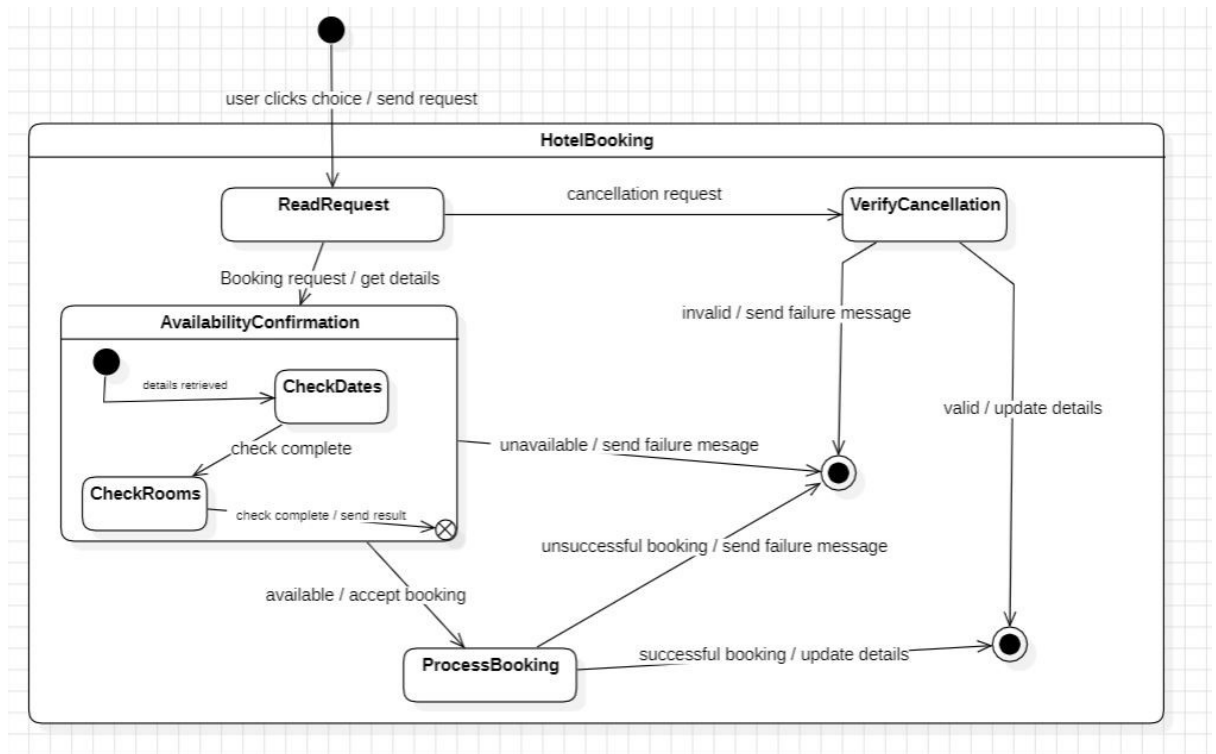 user clicks choice / send request
HotelBooking
ReadRequest
cancellation request
VerifyCancellation
Booking request / get details
AvailabilityConfirmation
invalid / send failure message
details retrieved
CheckDates
valid / update details
check complete
unavailable / send failure mesage
CheckRooms
check complete / send result
unsuccessful booking / send failure message
available / accept booking
ProcessBooking
successful booking / update details